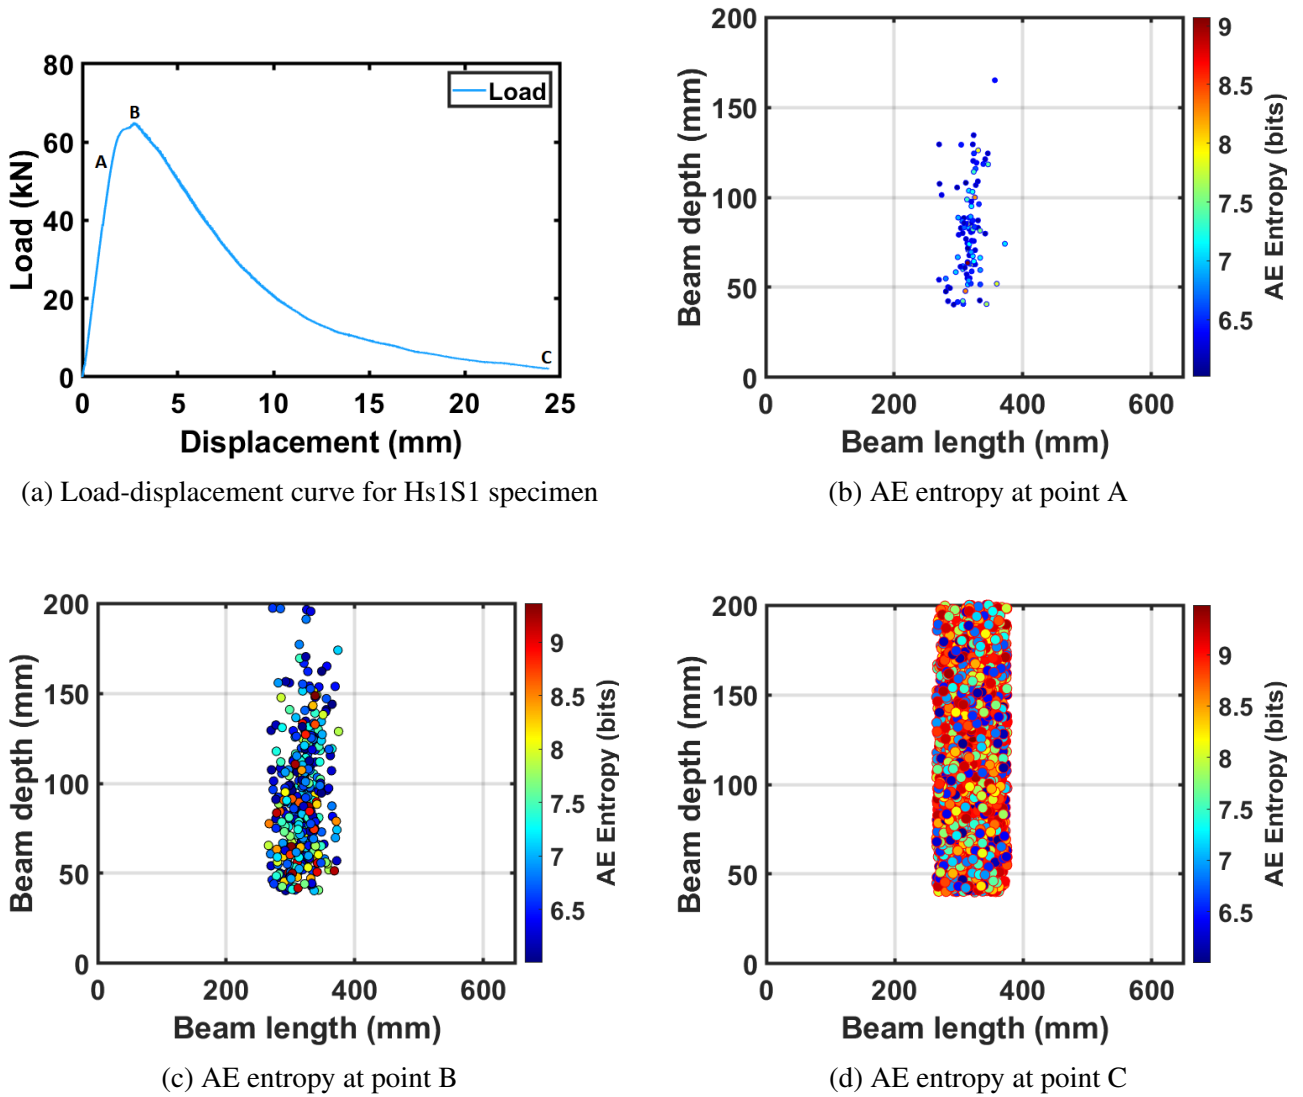 80
60
40
20
0
Load (kN)
A
B
C
Load
0 5 10 15 20 25
Displacement (mm)
(a) Load-displacement curve for Hs1S1 specimen
200
150
100
50
0
Beam depth (mm)
0 200 400 600
Beam length (mm)
9
8.5
8
7.5
7
6.5
AE Entropy (bits)
(b) AE entropy at point A
200
150
100
50
0
Beam depth (mm)
0 200 400 600
Beam length (mm)
9
8.5
8
7.5
7
6.5
AE Entropy (bits)
(c) AE entropy at point B
200
150
100
50
0
Beam depth (mm)
0 200 400 600
Beam length (mm)
9
8.5
8
7.5
7
6.5
AE Entropy (bits)
(d) AE entropy at point C